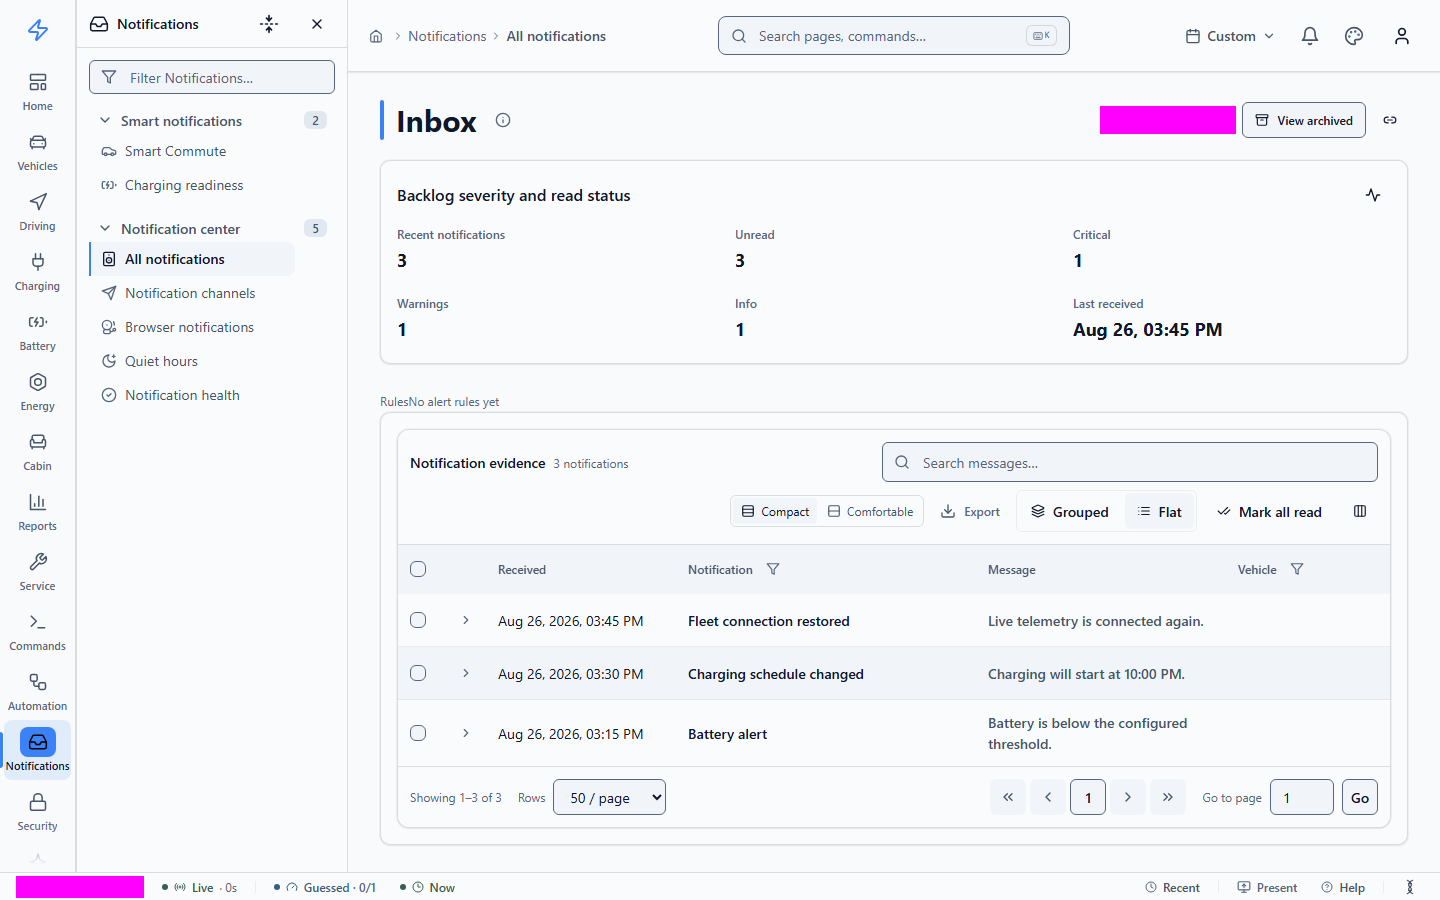 Notifications
Filter Notifications...
Smart notifications 2
Smart Commute
Charging readiness
Notification center 5
All notifications
Notification channels
Browser notifications
Quiet hours
Notification health
Home
Vehicles
Driving
Charging
Battery
Energy
Cabin
Reports
Service
Commands
Automation
Notifications
Security
Notifications All notifications
Search pages, commands... K
Custom
Inbox
View archived
Backlog severity and read status
Recent notifications
3
Unread
3
Critical
1
Warnings
1
Info
1
Last received
Aug 26, 03:45 PM
RulesNo alert rules yet
Notification evidence 3 notifications
Search messages...
Compact Comfortable Export Grouped Flat Mark all read
Received Notification Message Vehicle
Aug 26, 2026, 03:45 PM Fleet connection restored Live telemetry is connected again.
Aug 26, 2026, 03:30 PM Charging schedule changed Charging will start at 10:00 PM.
Aug 26, 2026, 03:15 PM Battery alert Battery is below the configured
threshold.
Showing 1–3 of 3 Rows 50 / page 1 Go to page 1 Go
Live · 0s Guessed · 0/1 Now Recent Present Help